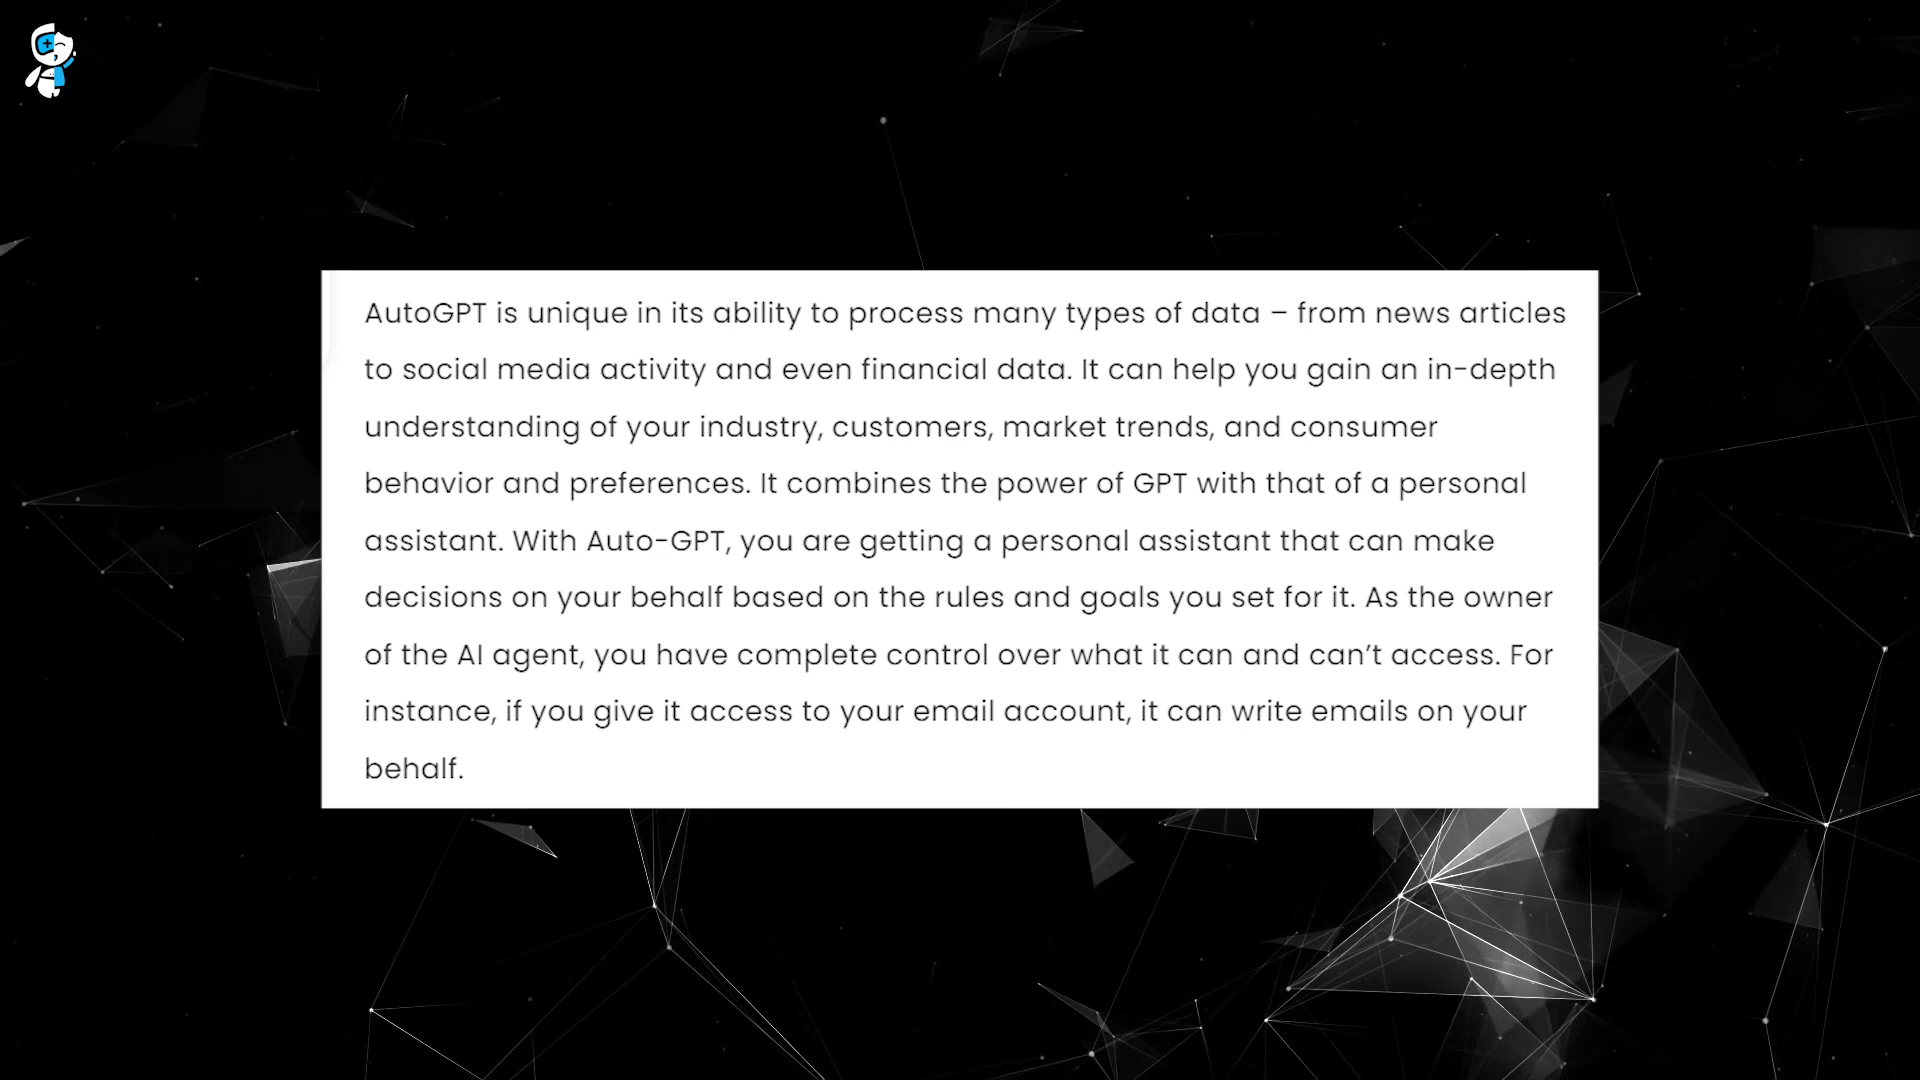 AutoGPT is unique in its ability to process many types of data – from news articles
to social media activity and even financial data. It can help you gain an in-depth
understanding of your industry, customers, market trends, and consumer
behavior and preferences. It combines the power of GPT with that of a personal
assistant. With Auto-GPT, you are getting a personal assistant that can make
decisions on your behalf based on the rules and goals you set for it. As the owner
of the AI agent, you have complete control over what it can and can’t access. For
instance, if you give it access to your email account, it can write emails on your
behalf.